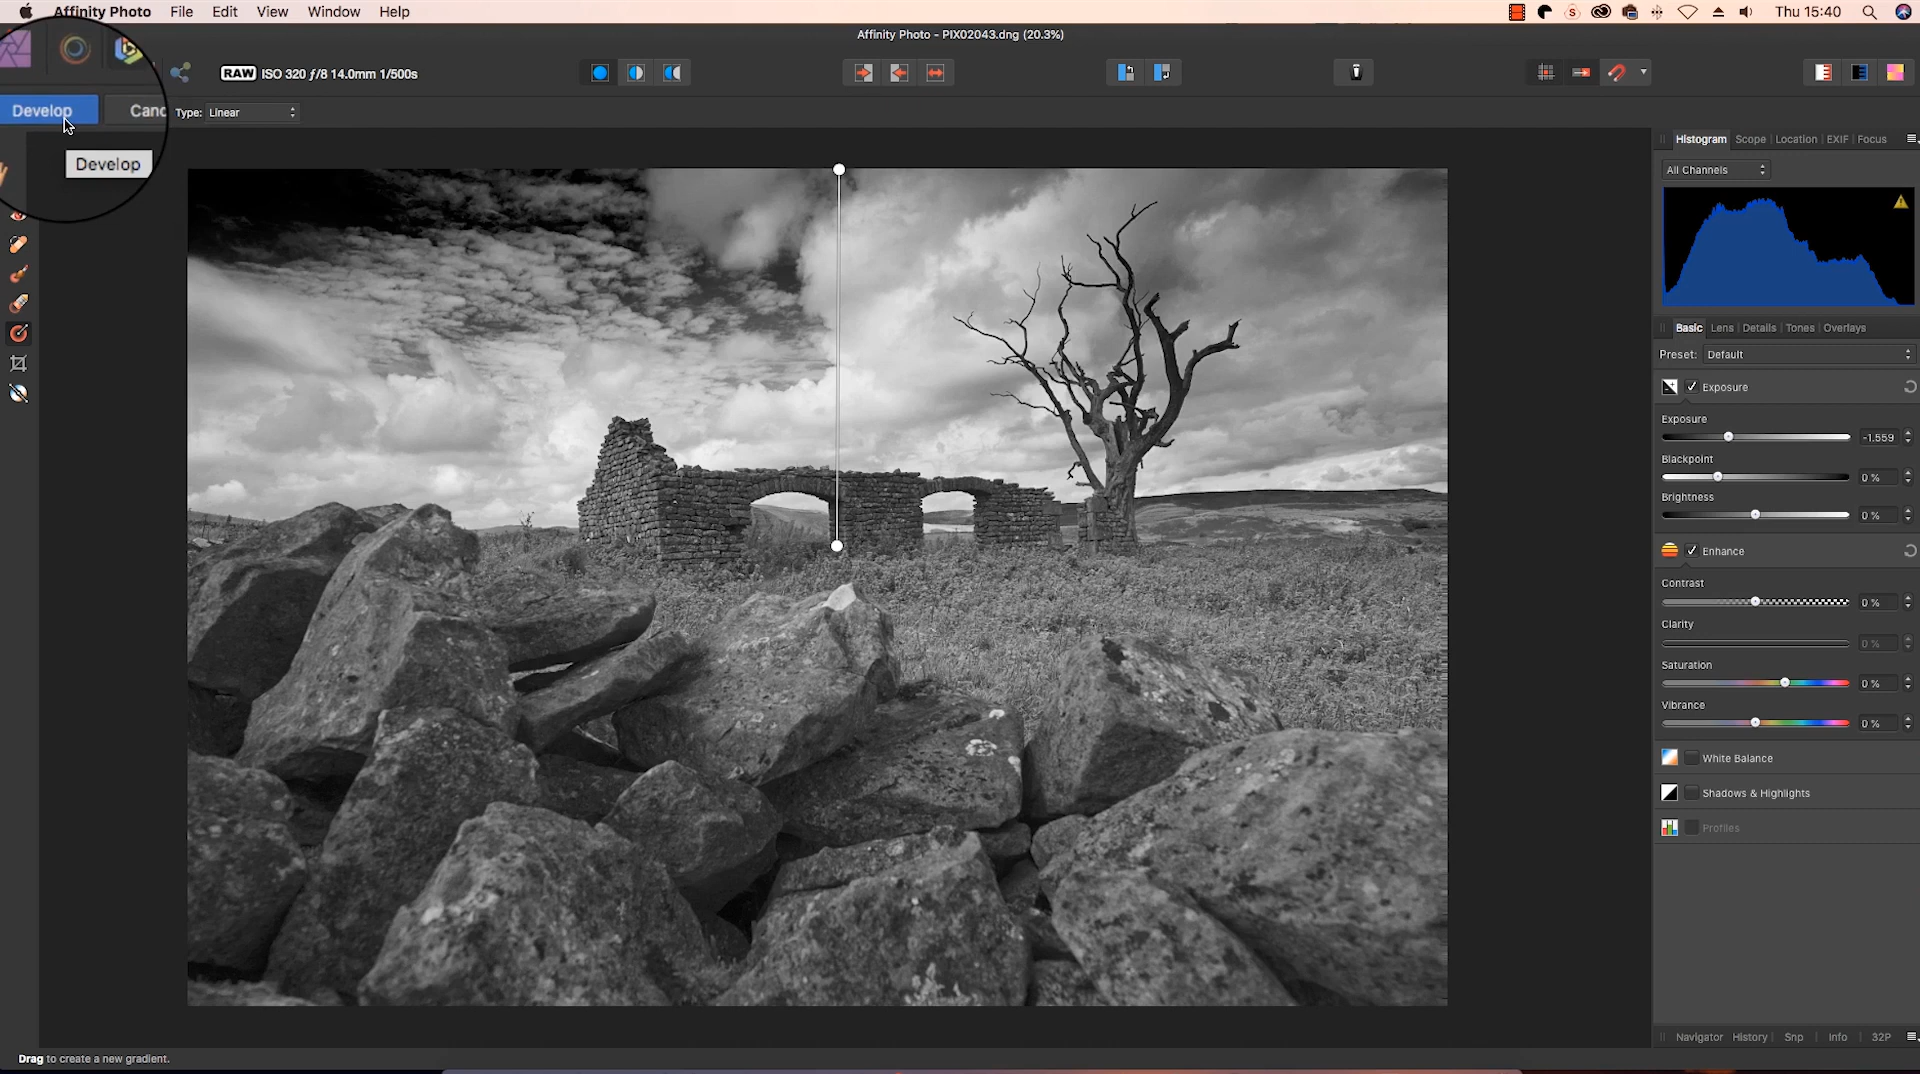 Affinity Photo File Edit View Window Help
Thu 15:40
Affinity Photo - PIX02043.dng (20.3%)
RAW ISO 320 ƒ/8 14.0mm 1/500s
Develop
Type: Linear
Develop
Histogram Scope Location EXIF Focus
All Channels
Basic Lens Details Tones Overlays
Preset: Default
Exposure
Exposure
-1.559
Blackpoint
0 %
Brightness
0 %
Enhance
Contrast
0 %
Clarity
0 %
Saturation
0 %
Vibrance
0 %
White Balance
Shadows & Highlights
Profiles
Navigator History Snp Info 32P
Drag to create a new gradient.